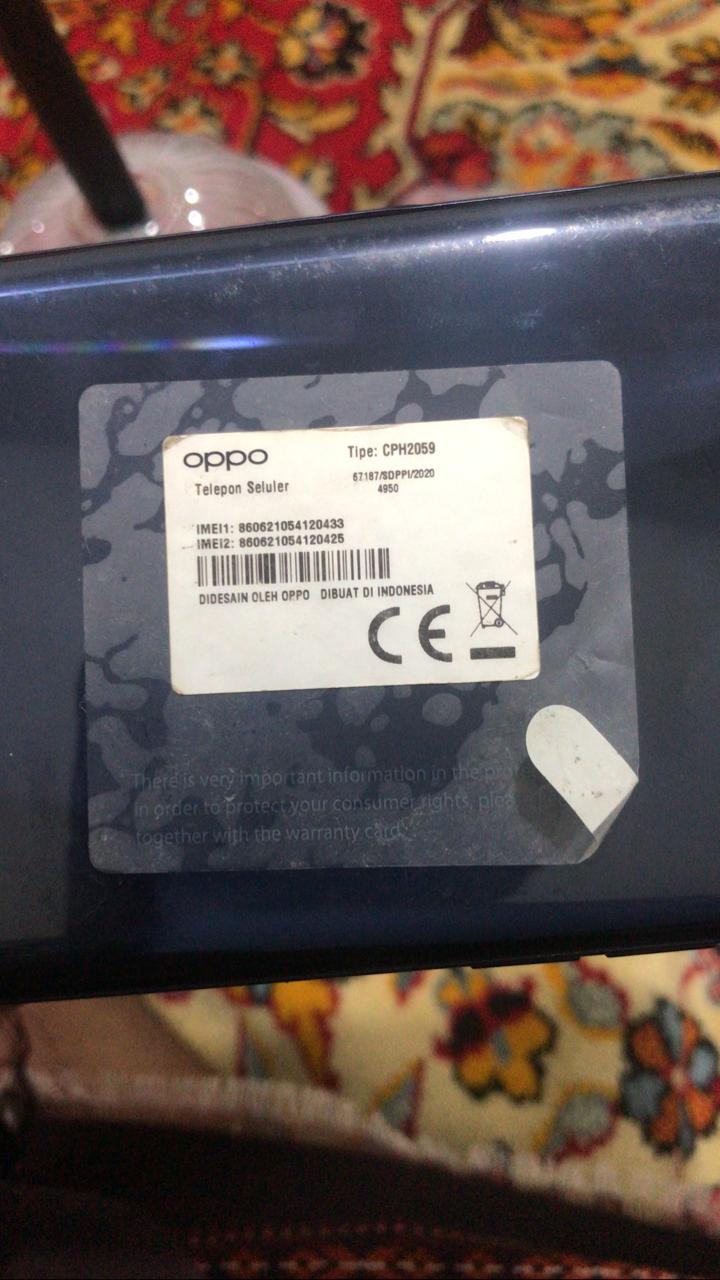 oppo
Tipe: CPH2059
Telepon Seluler
67187/SDPPI/2020
4950
IMEI1: 860621054120433
IMEI2: 860621054120425
DIDESAIN OLEH OPPO DIBUAT DI INDONESIA
CE
There is very important information in the
in order to protect your consumer rights,
together with the warranty card.